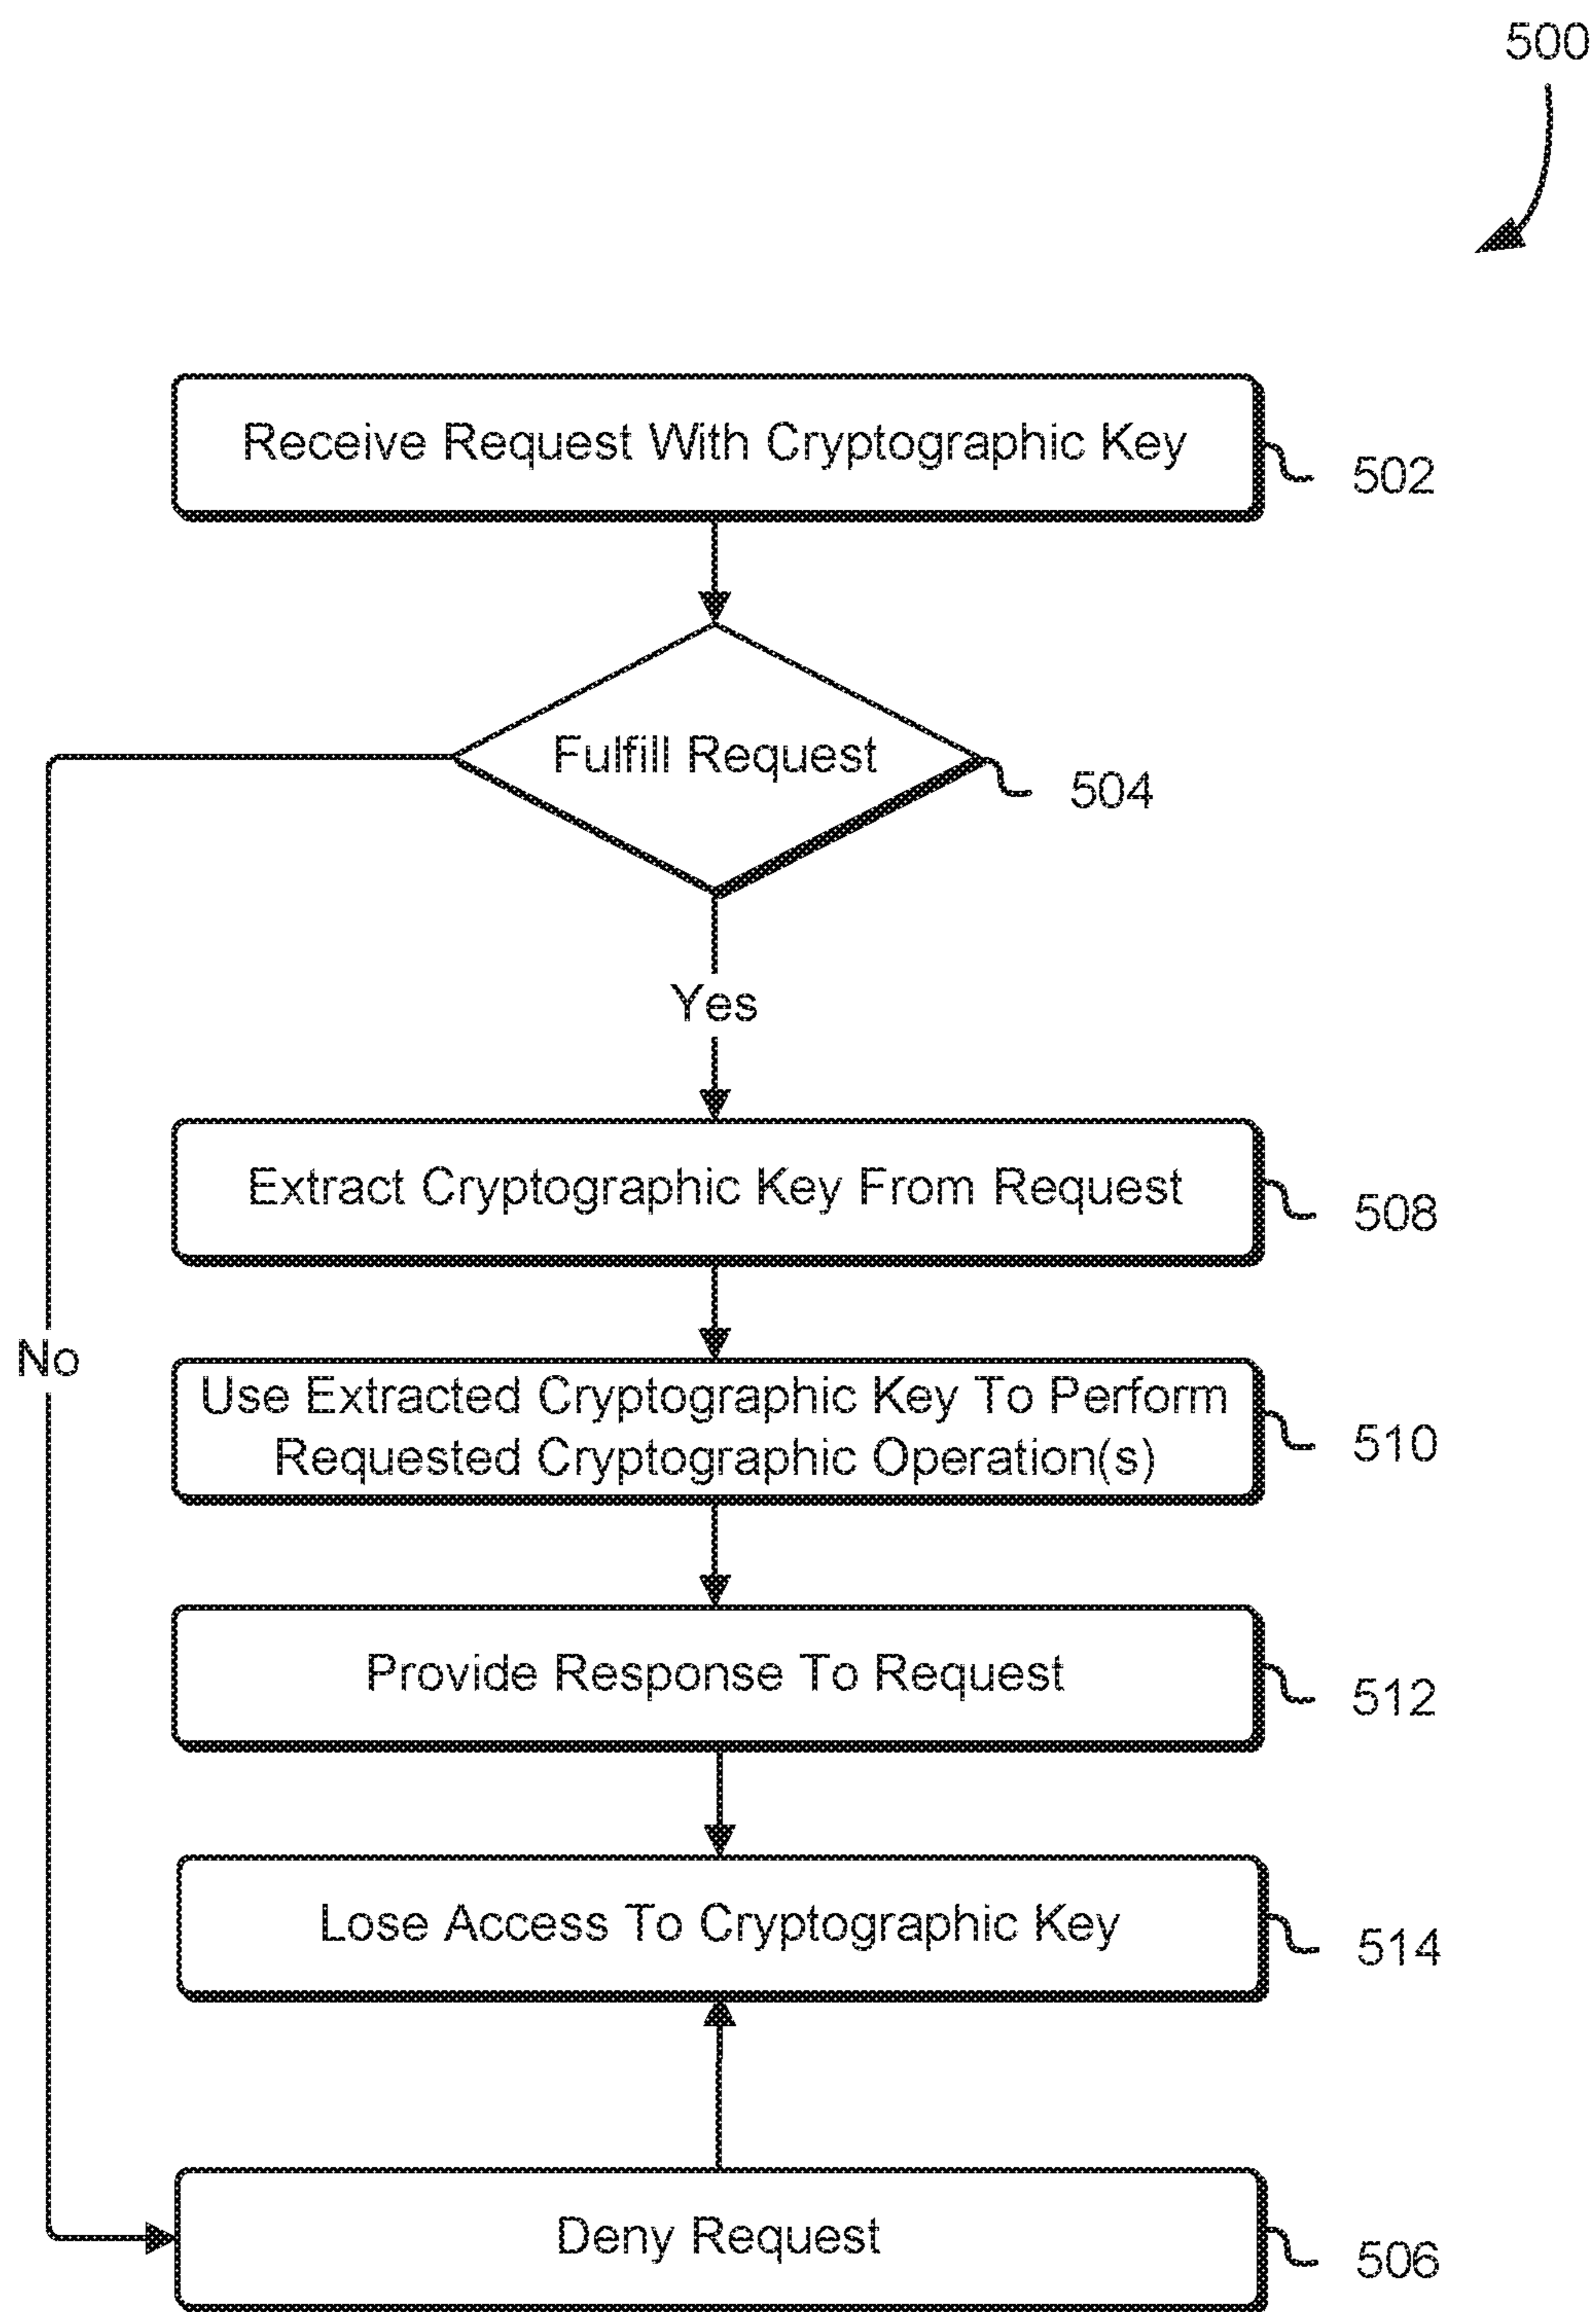 500
Receive Request With Cryptographic Key
502
Fulfill Request
504
Yes
Extract Cryptographic Key From Request
508
No
Use Extracted Cryptographic Key To Perform
Requested Cryptographic Operation(s)
510
Provide Response To Request
512
Lose Access To Cryptographic Key
514
Deny Request
506